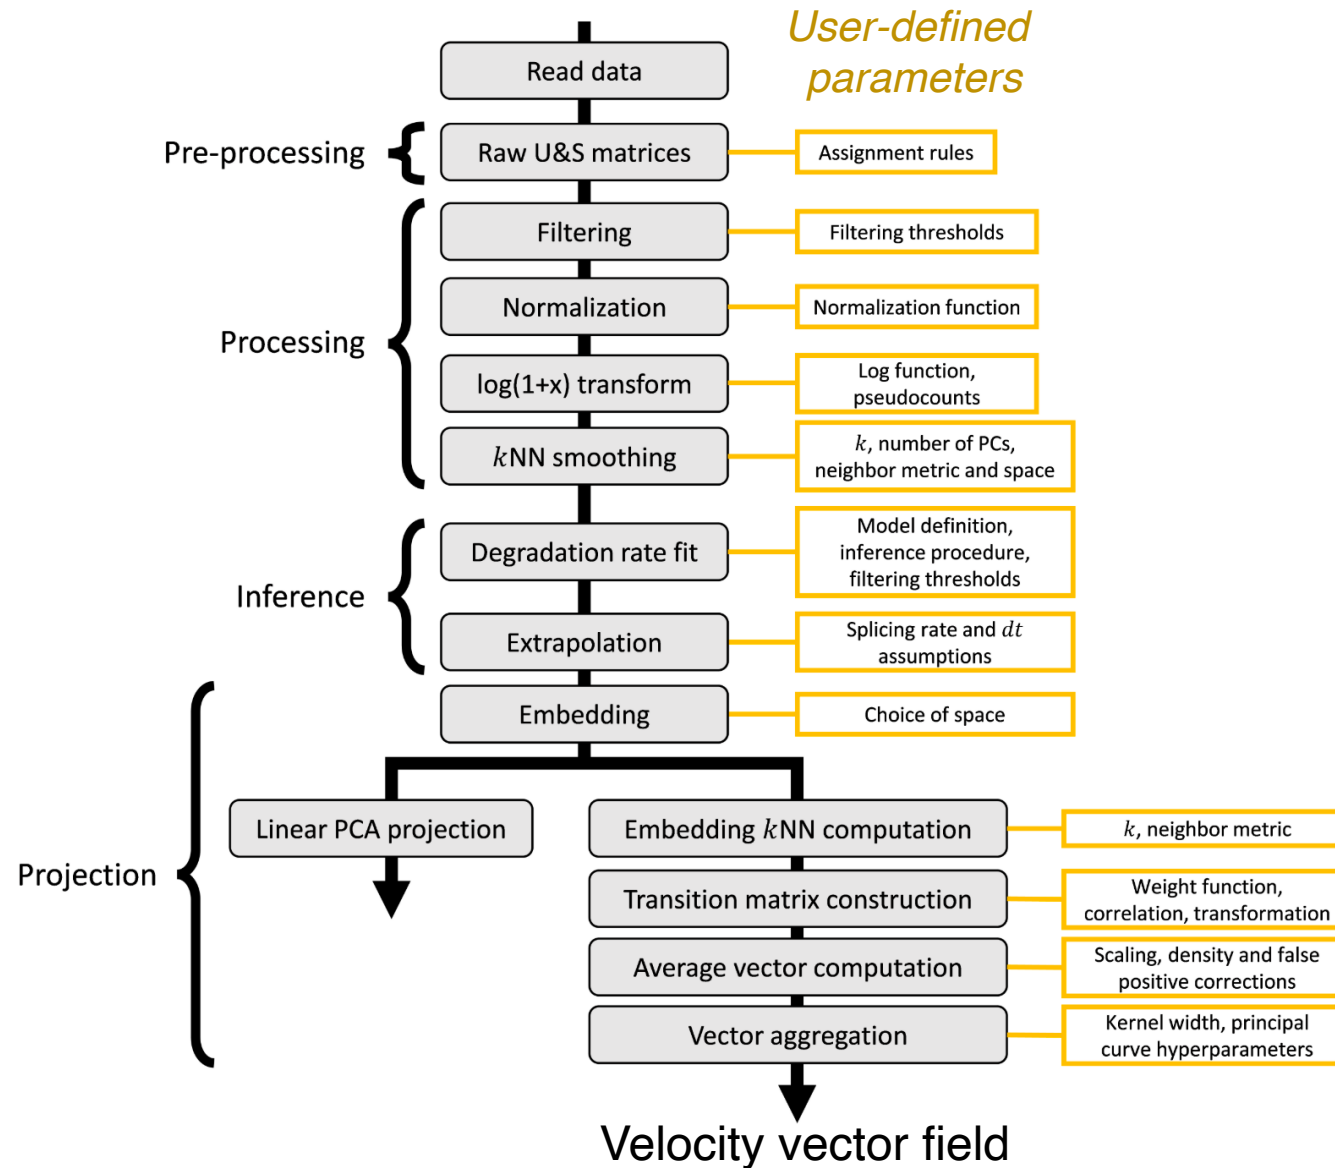 User-defined
parameters
Read data
Pre-processing
Raw U&S matrices
Assignment rules
Filtering
Filtering thresholds
Normalization
Normalization function
Processing
log(1+x) transform
Log function,
pseudocounts
kNN smoothing
k, number of PCs,
neighbor metric and space
Degradation rate fit
Model definition,
inference procedure,
filtering thresholds
Inference
Extrapolation
Splicing rate and dt
assumptions
Embedding
Choice of space
Linear PCA projection
Embedding kNN computation
k, neighbor metric
Projection
Transition matrix construction
Weight function,
correlation, transformation
Average vector computation
Scaling, density and false
positive corrections
Vector aggregation
Kernel width, principal
curve hyperparameters
Velocity vector field